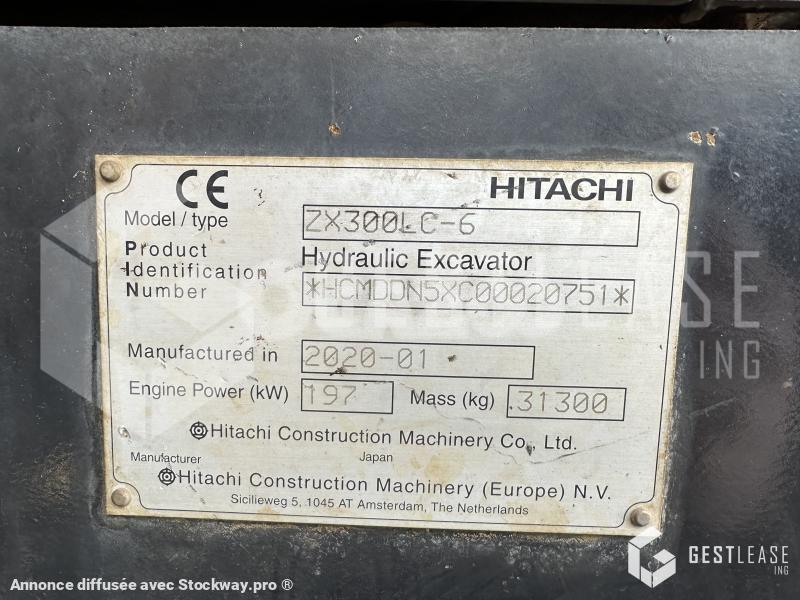 CE HITACHI
Model / type ZX300LC-6
Product Hydraulic Excavator
Identification
Number *HCMDDN5XC00020751*
Manufactured in 2020-01
Engine Power (kW) 197 Mass (kg) 31300
Hitachi Construction Machinery Co., Ltd.
Manufacturer Japan
Hitachi Construction Machinery (Europe) N.V.
Sicilieweg 5, 1045 AT Amsterdam, The Netherlands
GESTLEASE
ING
Annonce diffusée avec Stockway.pro ®